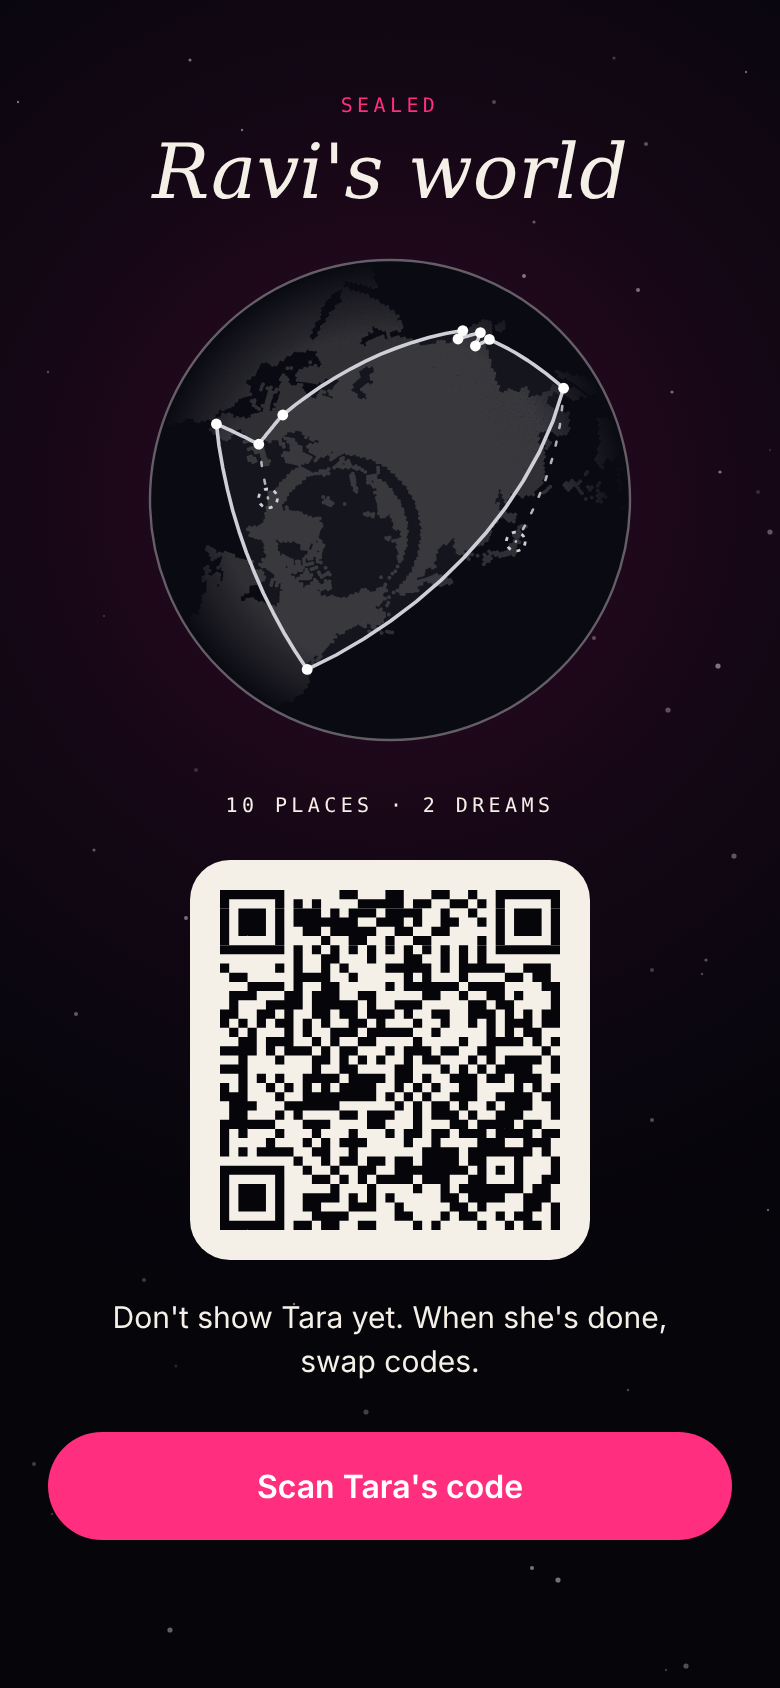 SEALED
Ravi's world
10 PLACES · 2 DREAMS
Don't show Tara yet. When she's done,
swap codes.
Scan Tara's code